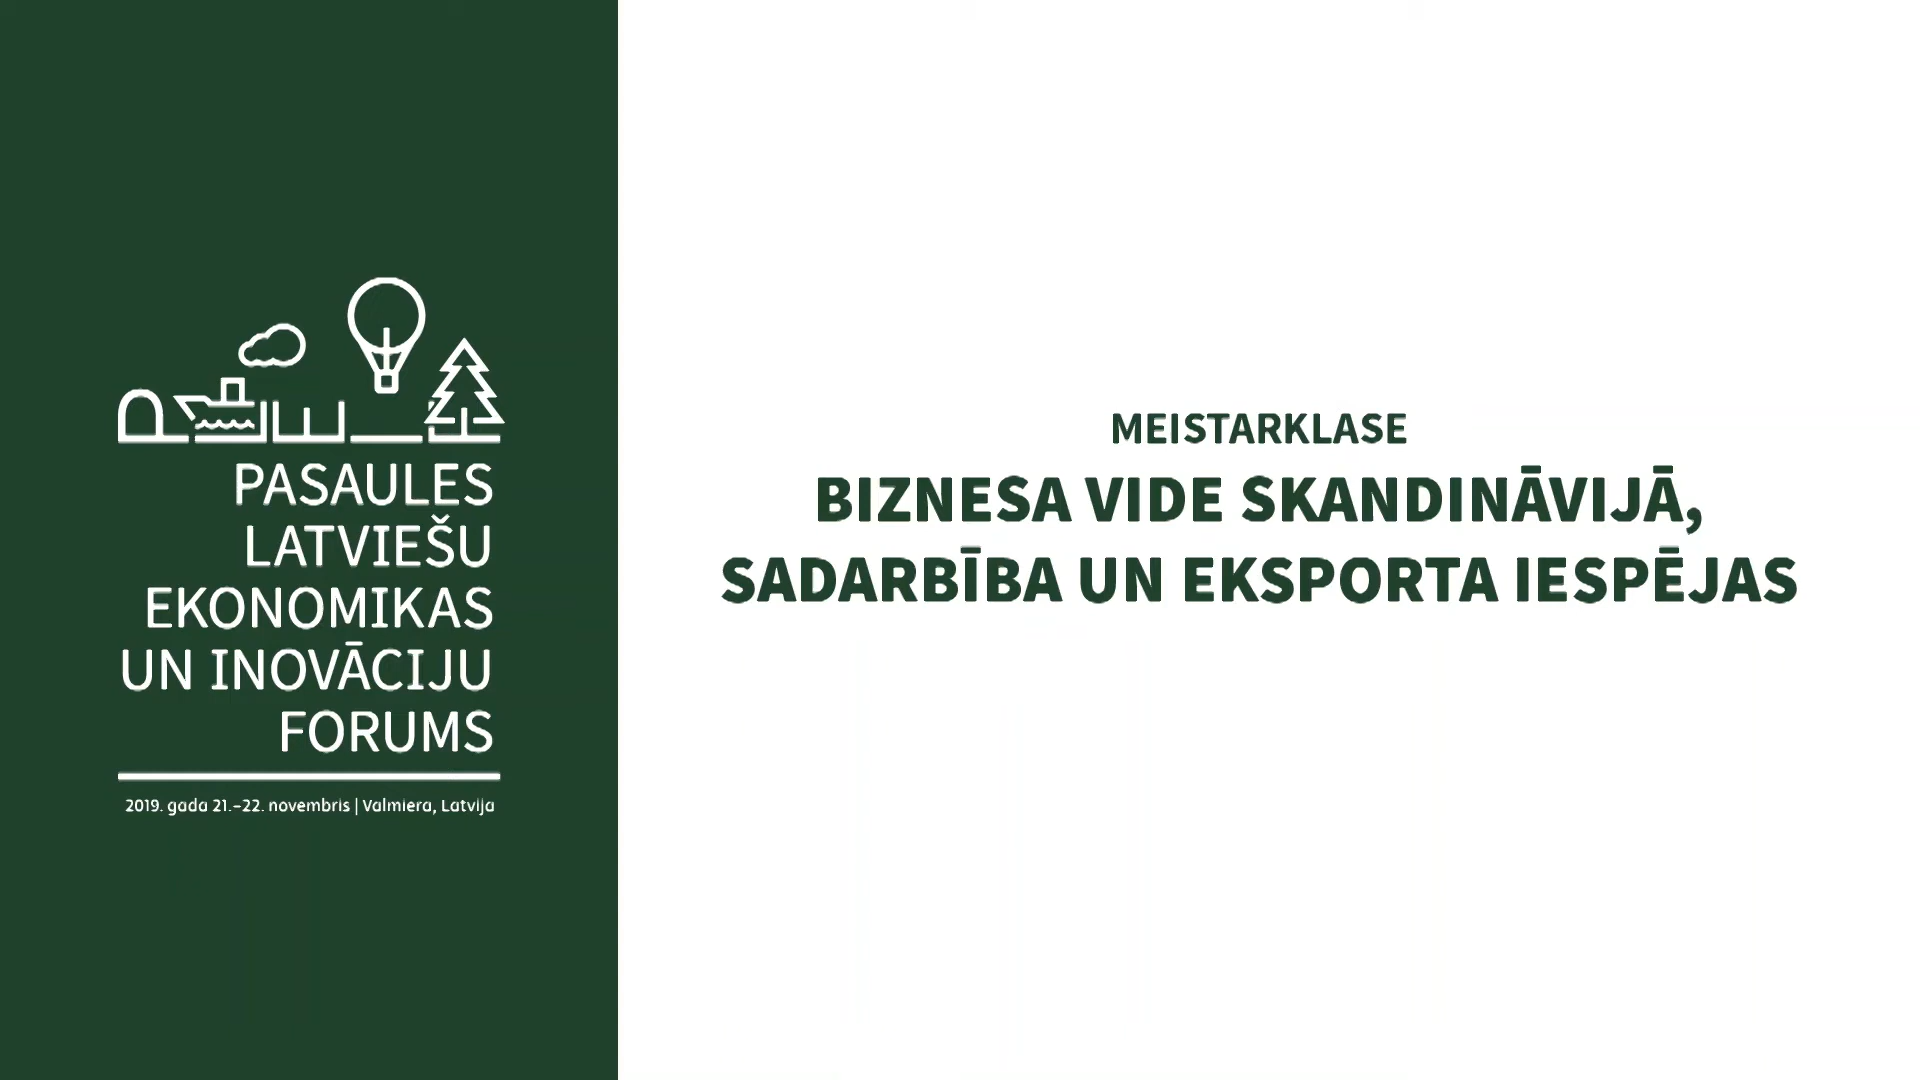 PASAULES
LATVIEŠU
EKONOMIKAS
UN INOVĀCIJU
FORUMS
2019. gada 21.–22. novembris | Valmiera, Latvija
MEISTARKLASE
BIZNESA VIDE SKANDINĀVIJĀ,
SADARBĪBA UN EKSPORTA IESPĒJAS